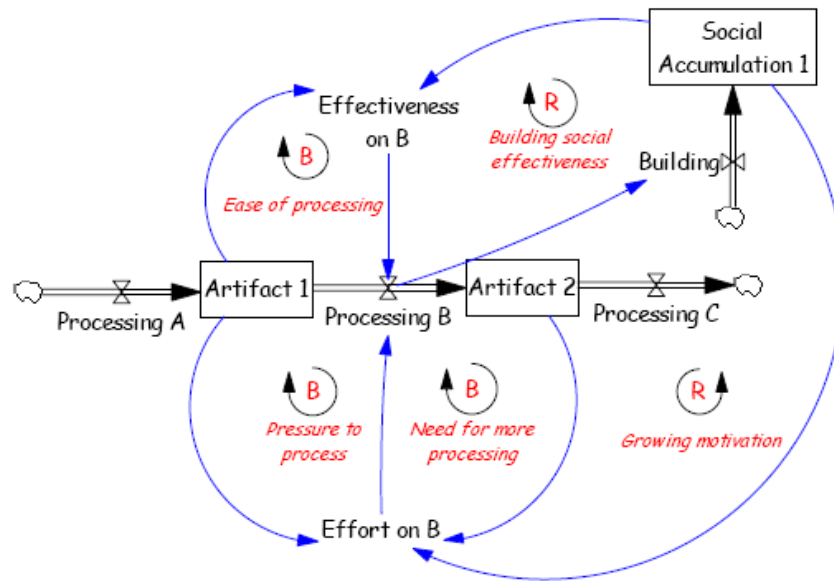 Social
Accumulation 1
Effectiveness
on B
R
Building social
effectiveness
B
Building
Ease of processing
Artifact 1
Artifact 2
Processing A
Processing B
Processing C
B
B
R
Pressure to
process
Need for more
processing
Growing motivation
Effort on B